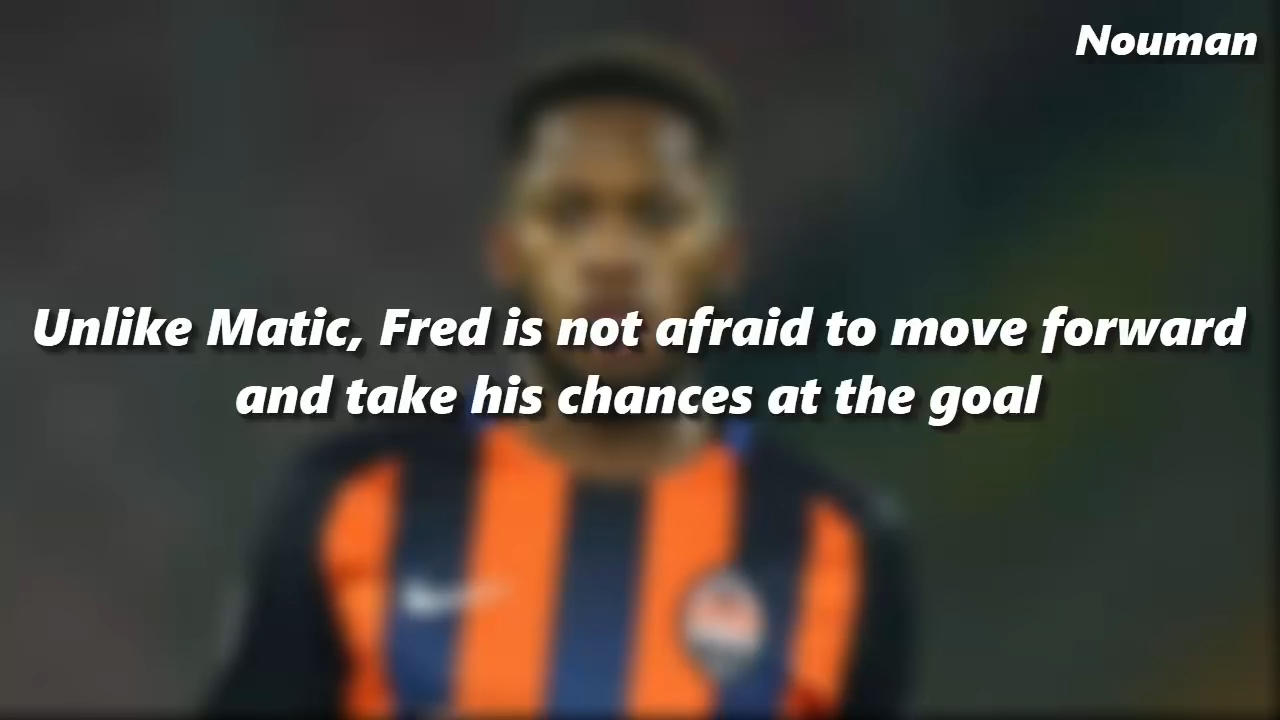 Nouman
Unlike Matic, Fred is not afraid to move forward
and take his chances at the goal